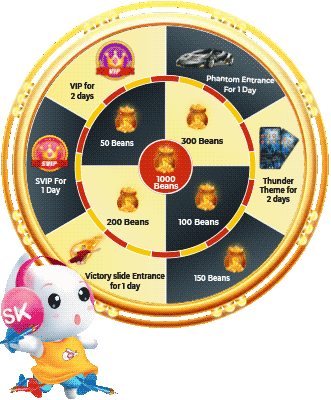 VIP
VIP for
2 days
Phantom Entrance
For 1 Day
50 Beans
300 Beans
SVIP
SVIP For
1 Day
1000
Beans
Thunder
Theme for
2 days
200 Beans
100 Beans
Victory slide Entrance
for 1 day
150 Beans
SK